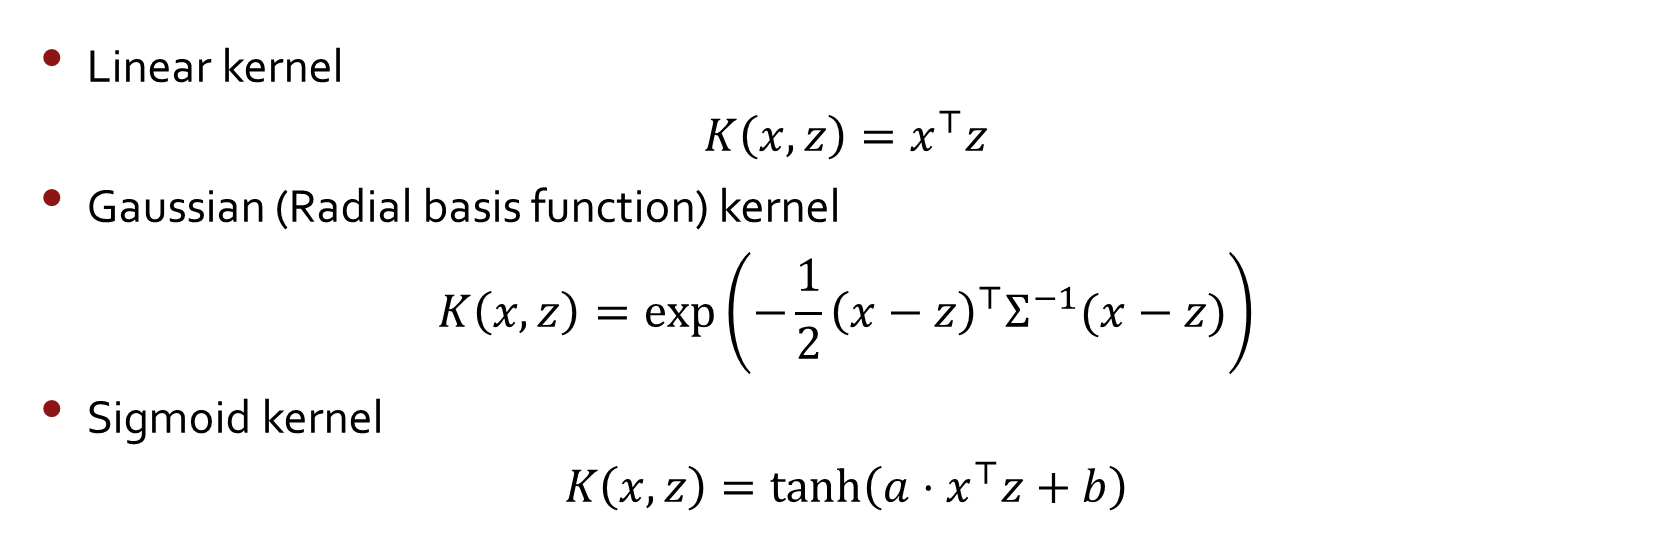 • Linear kernel
K(x, z) = x⊤z
• Gaussian (Radial basis function) kernel
K(x, z) = exp(−1/2(x − z)⊤Σ⁻¹(x − z))
• Sigmoid kernel
K(x, z) = tanh(a · x⊤z + b)